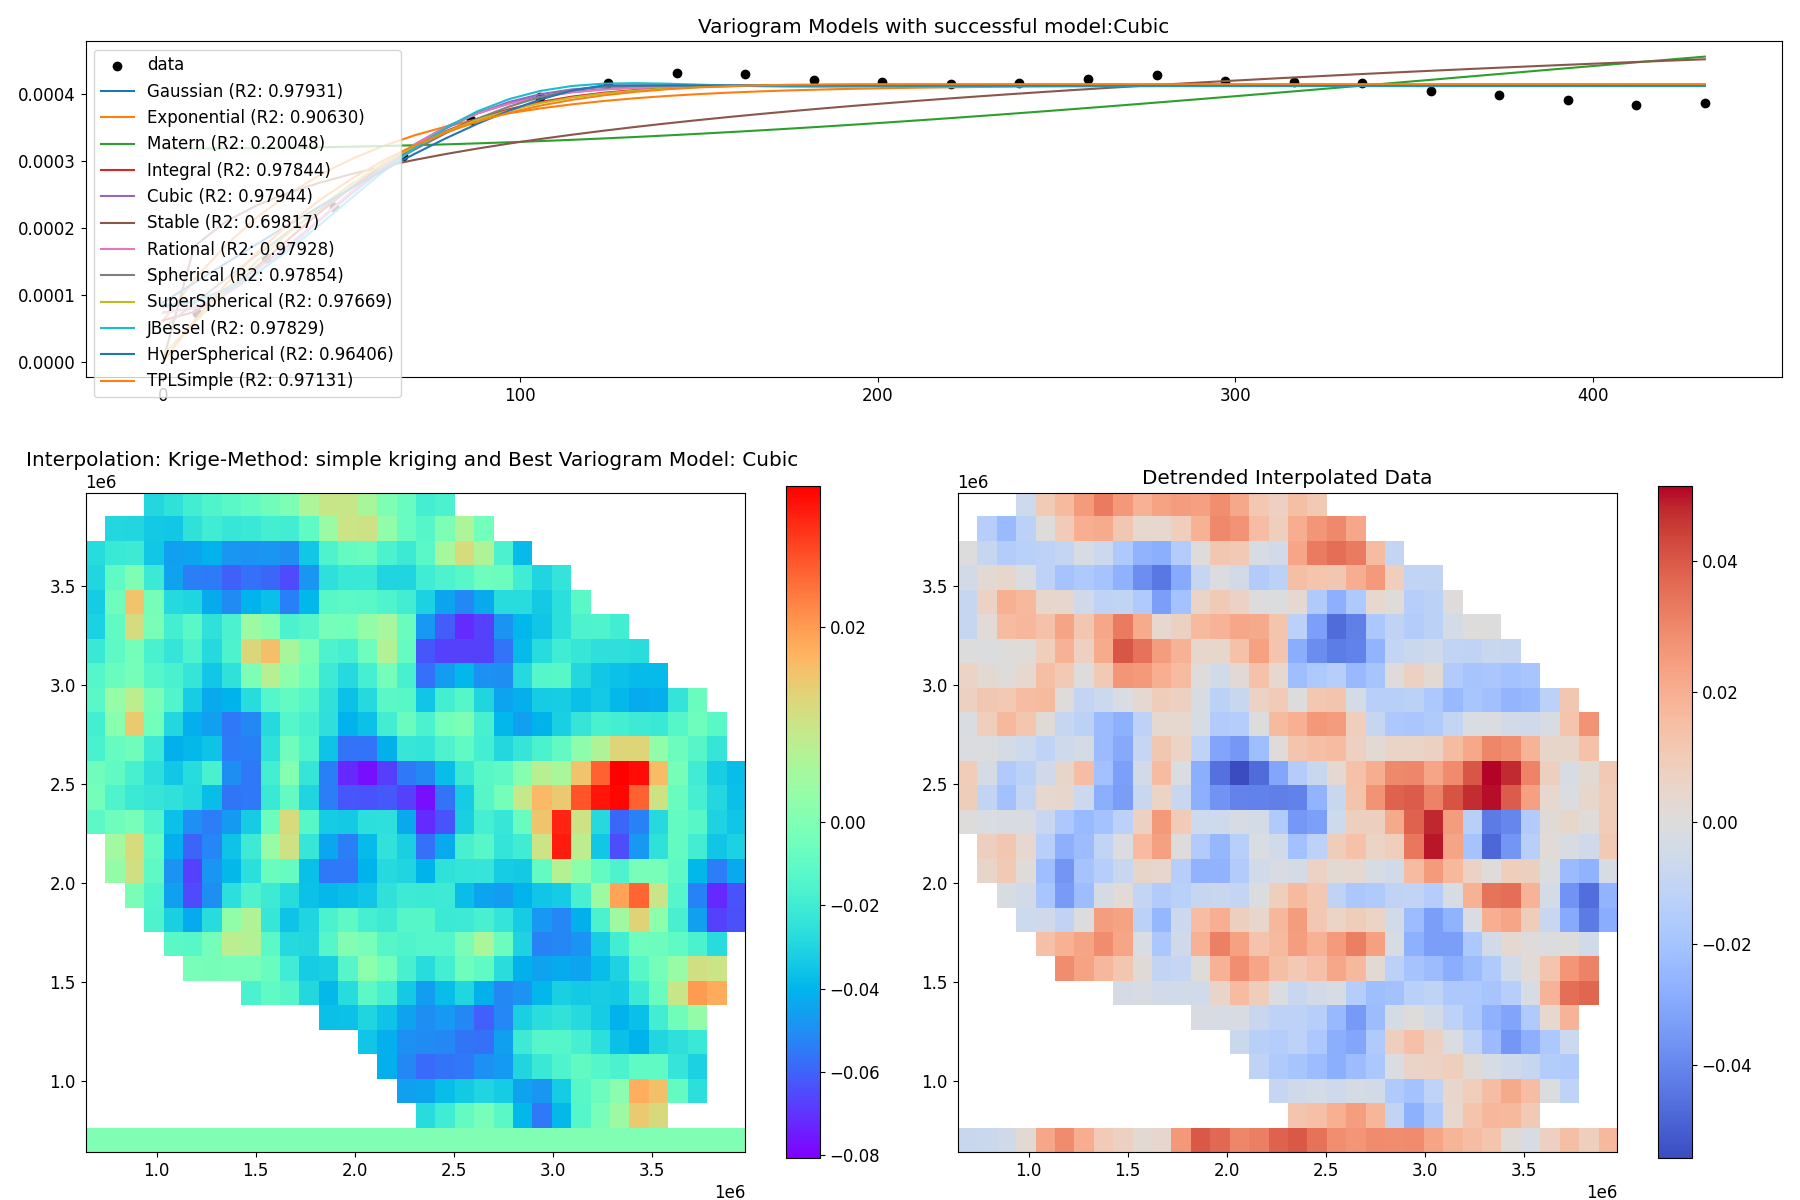 Variogram Models with successful model:Cubic
data
Gaussian (R2: 0.97931)
Exponential (R2: 0.90630)
Matern (R2: 0.20048)
Integral (R2: 0.97844)
Cubic (R2: 0.97944)
Stable (R2: 0.69817)
Rational (R2: 0.97928)
Spherical (R2: 0.97854)
SuperSpherical (R2: 0.97669)
JBessel (R2: 0.97829)
HyperSpherical (R2: 0.96406)
TPLSimple (R2: 0.97131)
0.0004
0.0003
0.0002
0.0001
0.0000
0 100 200 300 400
Interpolation: Krige-Method: simple kriging and Best Variogram Model: Cubic
1e6
3.5
3.0
2.5
2.0
1.5
1.0
1.0 1.5 2.0 2.5 3.0 3.5
1e6
0.02
0.00
−0.02
−0.04
−0.06
−0.08
Detrended Interpolated Data
1e6
3.5
3.0
2.5
2.0
1.5
1.0
1.0 1.5 2.0 2.5 3.0 3.5
1e6
0.04
0.02
0.00
−0.02
−0.04